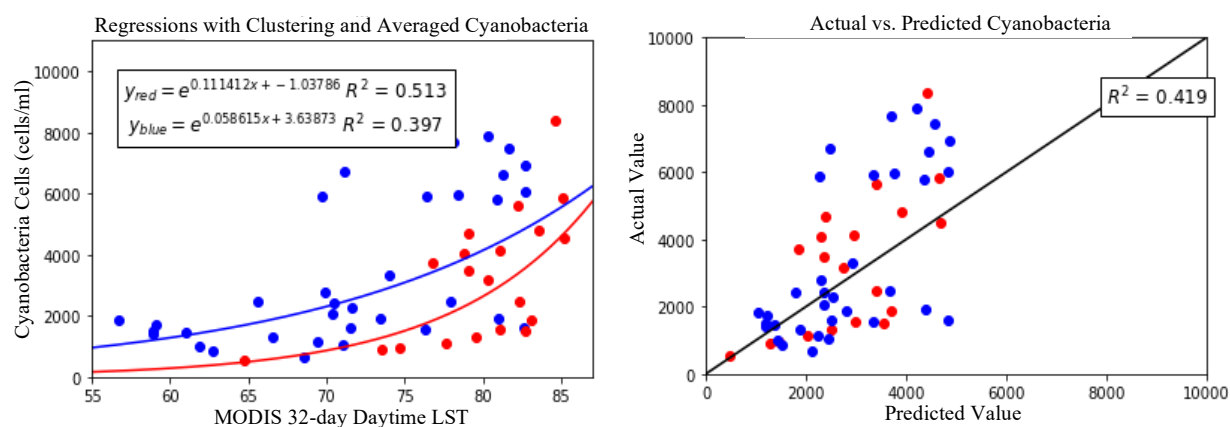 Regressions with Clustering and Averaged Cyanobacteria
Cyanobacteria Cells (cells/ml)
10000
8000
6000
4000
2000
0
y_red = e^{0.111412x + −1.03786} R^2 = 0.513
y_blue = e^{0.058615x + 3.63873} R^2 = 0.397
55 60 65 70 75 80 85
MODIS 32-day Daytime LST
Actual vs. Predicted Cyanobacteria
Actual Value
10000
8000
6000
4000
2000
0
R^2 = 0.419
0 2000 4000 6000 8000 10000
Predicted Value